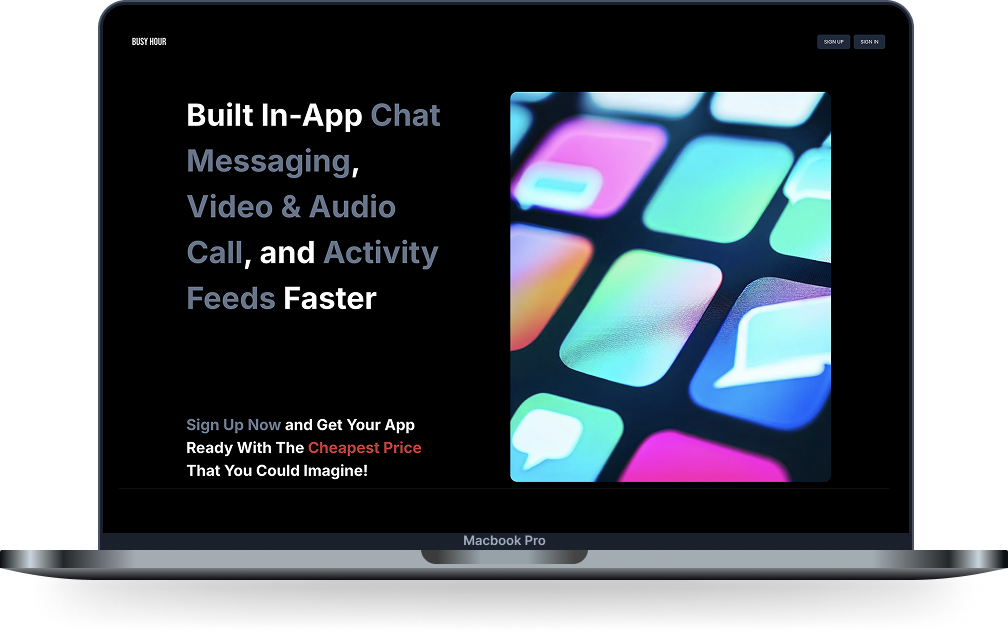 BUSY HOUR
SIGN UP SIGN IN
Built In-App Chat
Messaging,
Video & Audio
Call, and Activity
Feeds Faster
Sign Up Now and Get Your App
Ready With The Cheapest Price
That You Could Imagine!
Macbook Pro